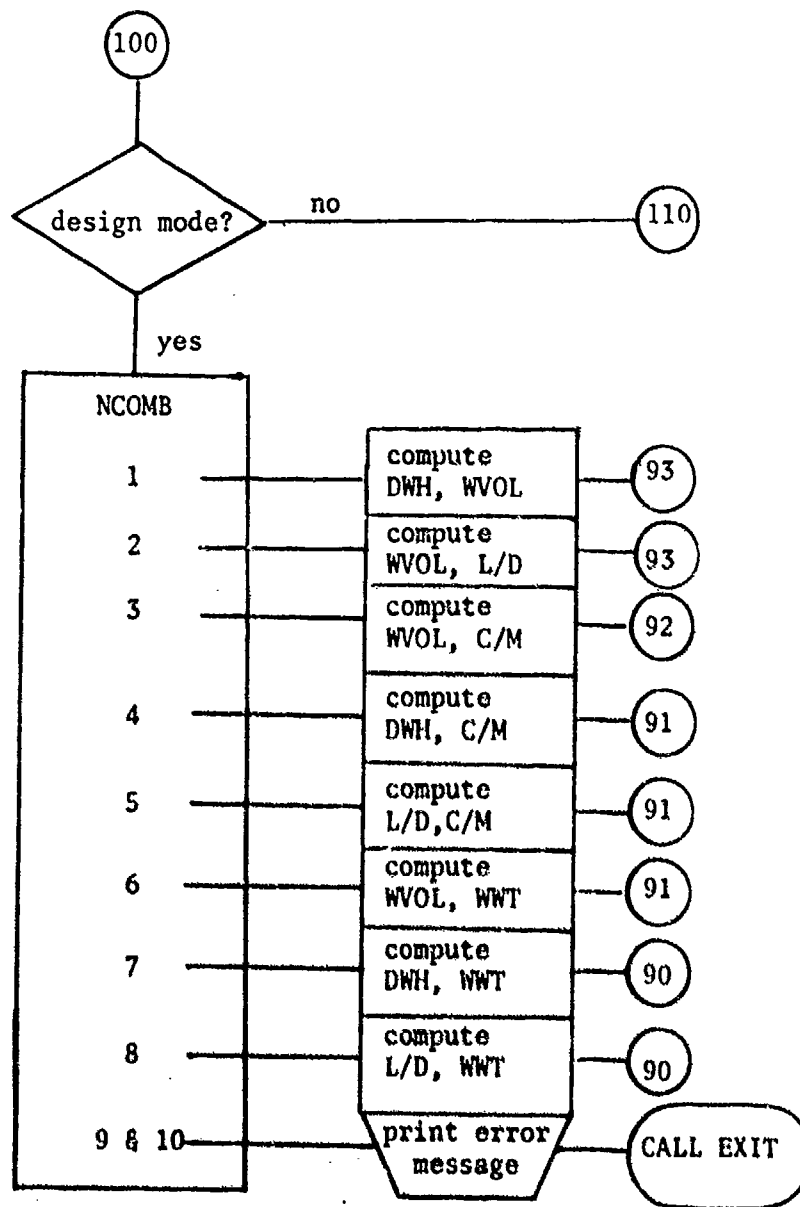 100
design mode?
no
110
yes
NCOMB
1
compute
DWH, WVOL
93
2
compute
WVOL, L/D
93
3
compute
WVOL, C/M
92
4
compute
DWH, C/M
91
5
compute
L/D,C/M
91
6
compute
WVOL, WWT
91
7
compute
DWH, WWT
90
8
compute
L/D, WWT
90
9 & 10
print error
message
CALL EXIT